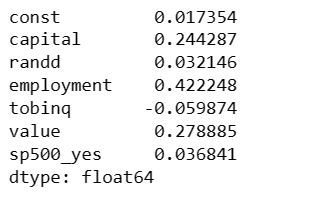 const 0.017354
capital 0.244287
randd 0.032146
employment 0.422248
tobinq -0.059874
value 0.278885
sp500_yes 0.036841
dtype: float64